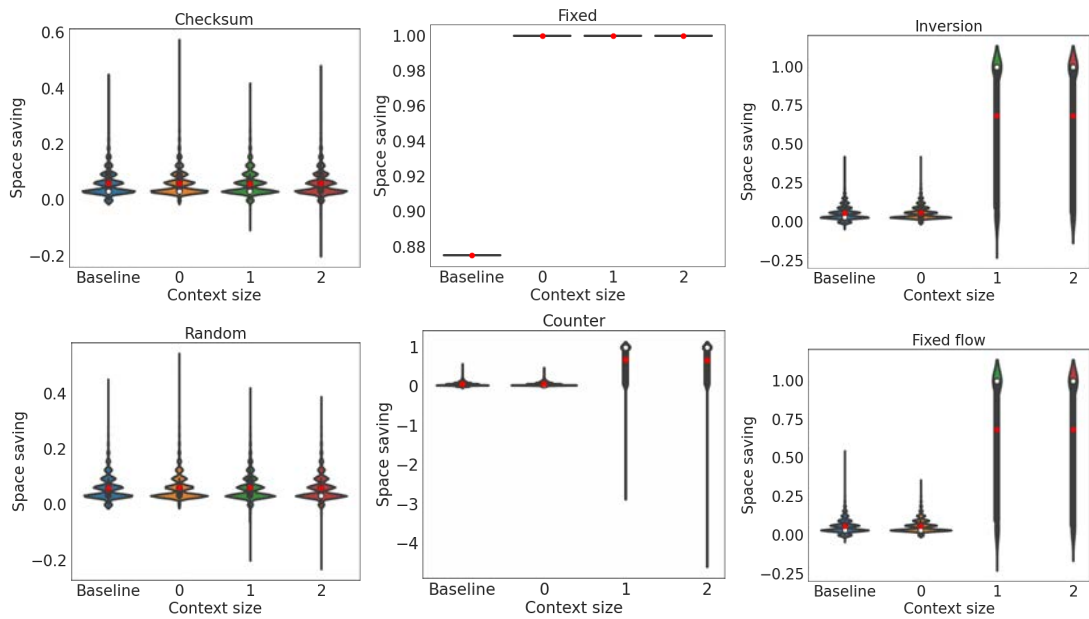 Checksum
Space saving
0.6
0.4
0.2
0.0
−0.2
Baseline 0 1 2
Context size
Fixed
Space saving
1.00
0.98
0.96
0.94
0.92
0.90
0.88
Baseline 0 1 2
Context size
Inversion
Space saving
1.00
0.75
0.50
0.25
0.00
−0.25
Baseline 0 1 2
Context size
Random
Space saving
0.4
0.2
0.0
−0.2
Baseline 0 1 2
Context size
Counter
Space saving
1
0
−1
−2
−3
−4
Baseline 0 1 2
Context size
Fixed flow
Space saving
1.00
0.75
0.50
0.25
0.00
−0.25
Baseline 0 1 2
Context size